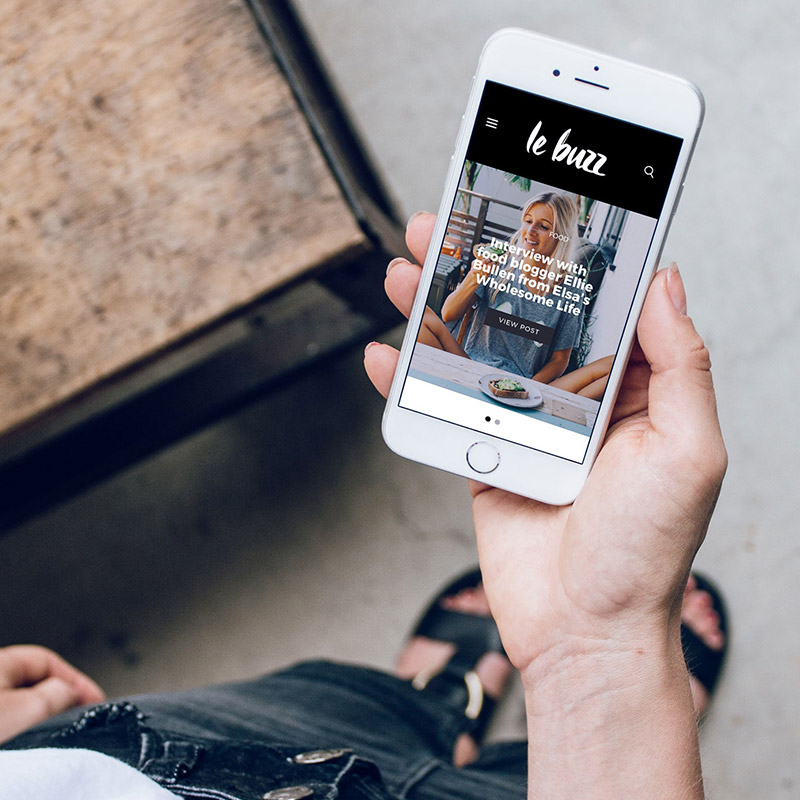 le buzz
FOOD
Interview with
food blogger Ellie
Bullen from Elsa's
Wholesome Life
VIEW POST